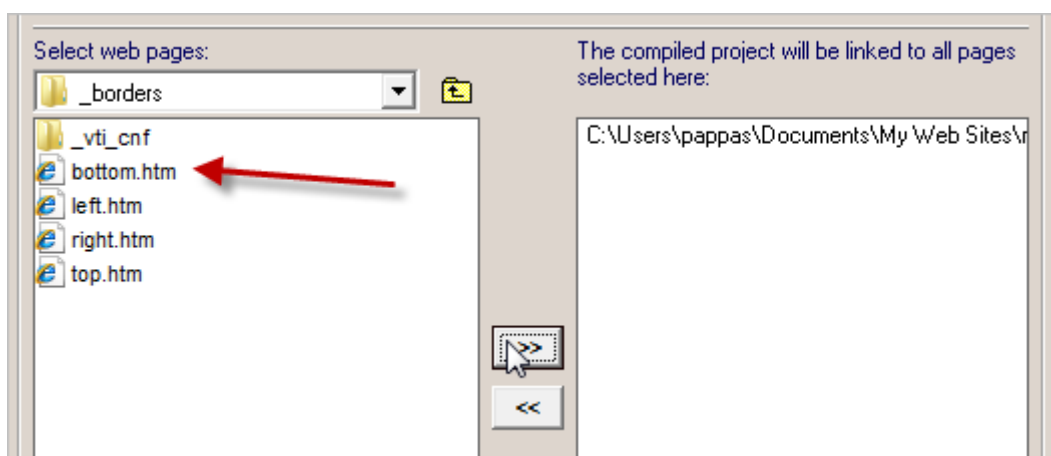 Select web pages:
The compiled project will be linked to all pages
selected here:
_borders
_vti_cnf
bottom.htm
left.htm
right.htm
top.htm
C:\Users\pappas\Documents\My Web Sites\
>>
<<